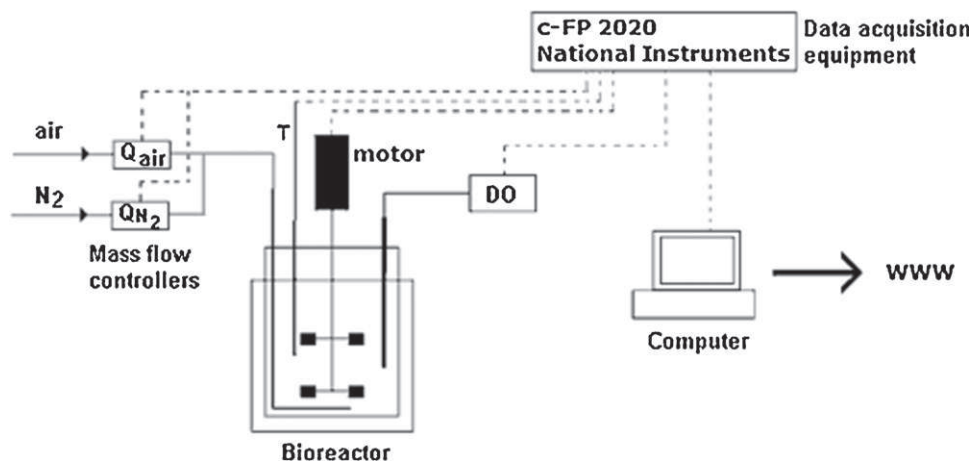 c-FP 2020
National Instruments
Data acquisition
equipment
air
Qair
T
motor
N2
QN2
DO
Mass flow
controllers
www
Computer
Bioreactor